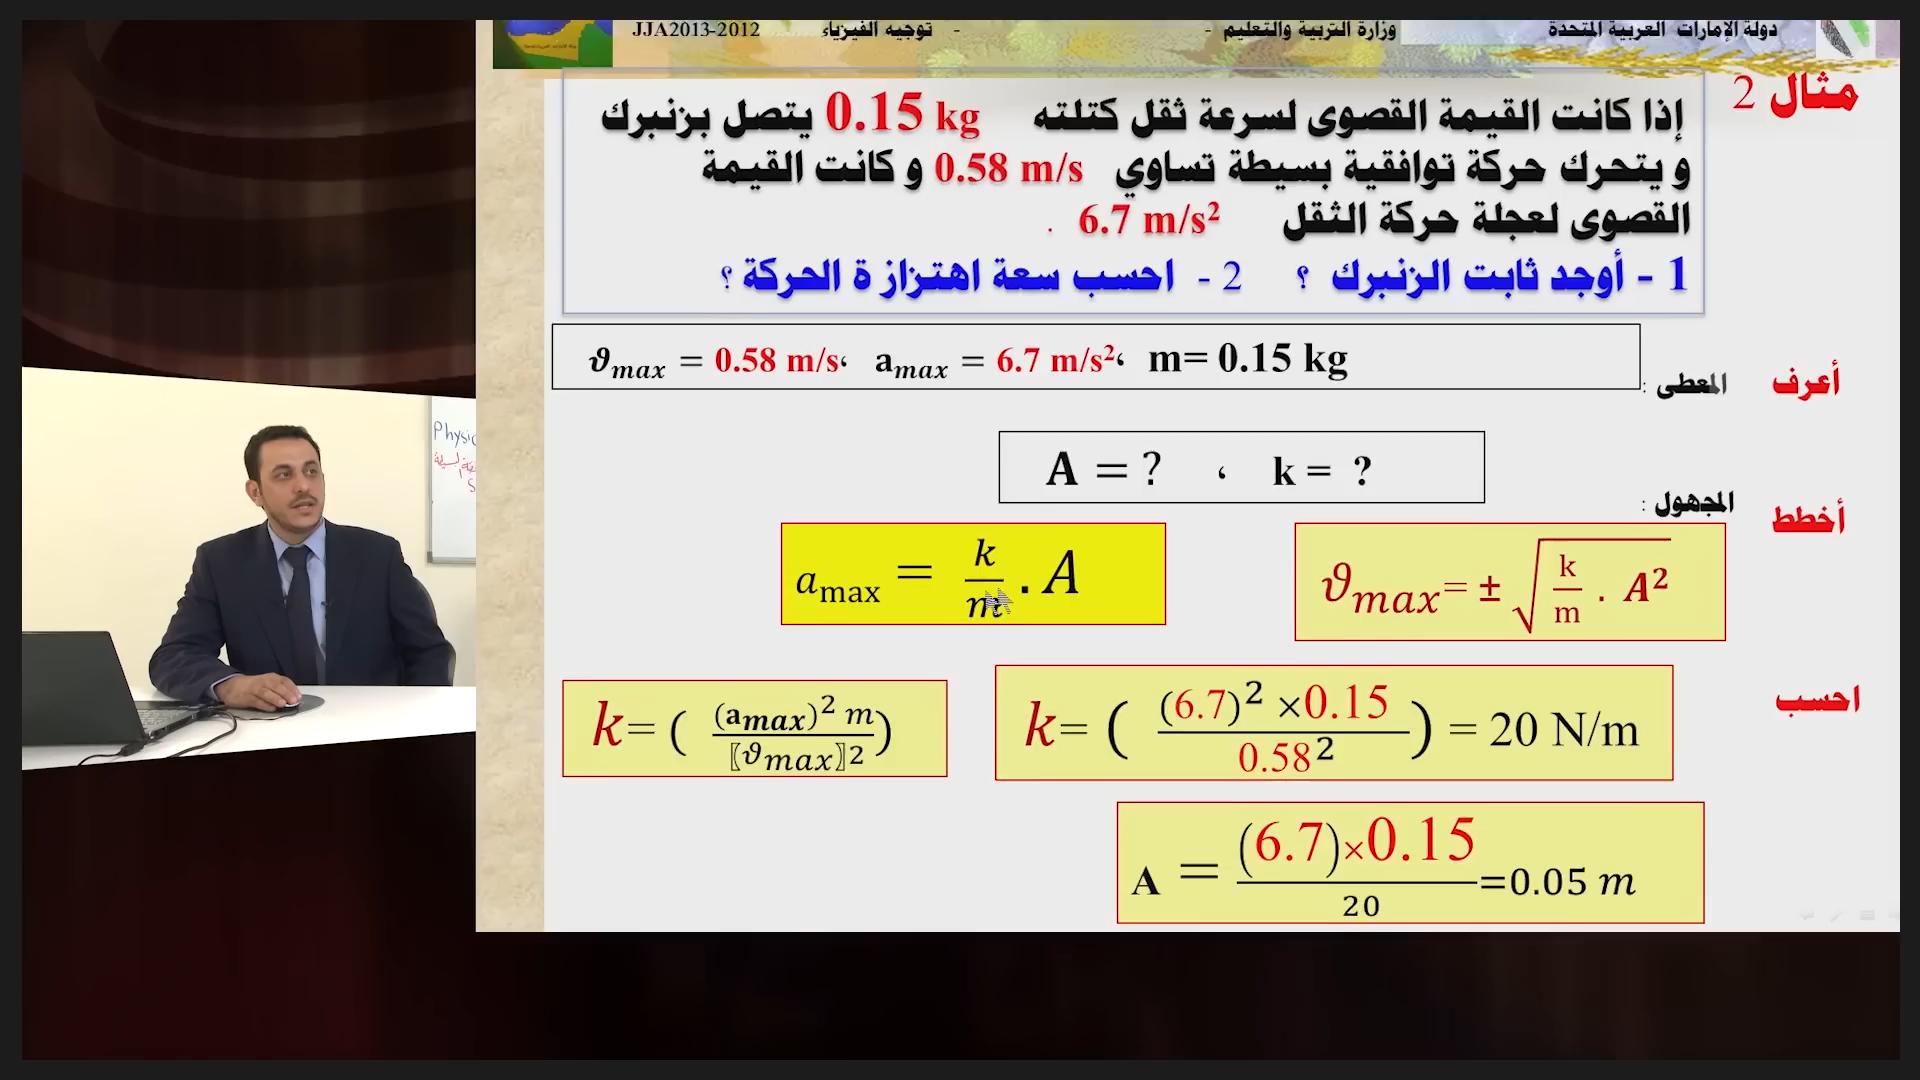 دولة الإمارات العربية المتحدة - وزارة التربية والتعليم - توجيه الفيزياء JJA2013-2012
مثال 2
إذا كانت القيمة القصوى لسرعة ثقل كتلته 0.15 kg يتصل بزنبرك
و يتحرك حركة توافقية بسيطة تساوي 0.58 m/s و كانت القيمة
القصوى لعجلة حركة الثقل 6.7 m/s² .
1 - أوجد ثابت الزنبرك ؟ 2 - احسب سعة اهتزاز ة الحركة ؟
أعرف المعطى :
ϑmax = 0.58 m/s، amax = 6.7 m/s²، m= 0.15 kg
A = ? ، k = ?
أخطط المجهول :
ϑmax= ± √(k/m . A²)
amax = k/m . A
احسب
k= ( (amax)² m / 〖ϑmax〗2 )
k= ( (6.7)² ×0.15 / 0.58² ) = 20 N/m
A = (6.7)×0.15 / 20 =0.05 m
Physic